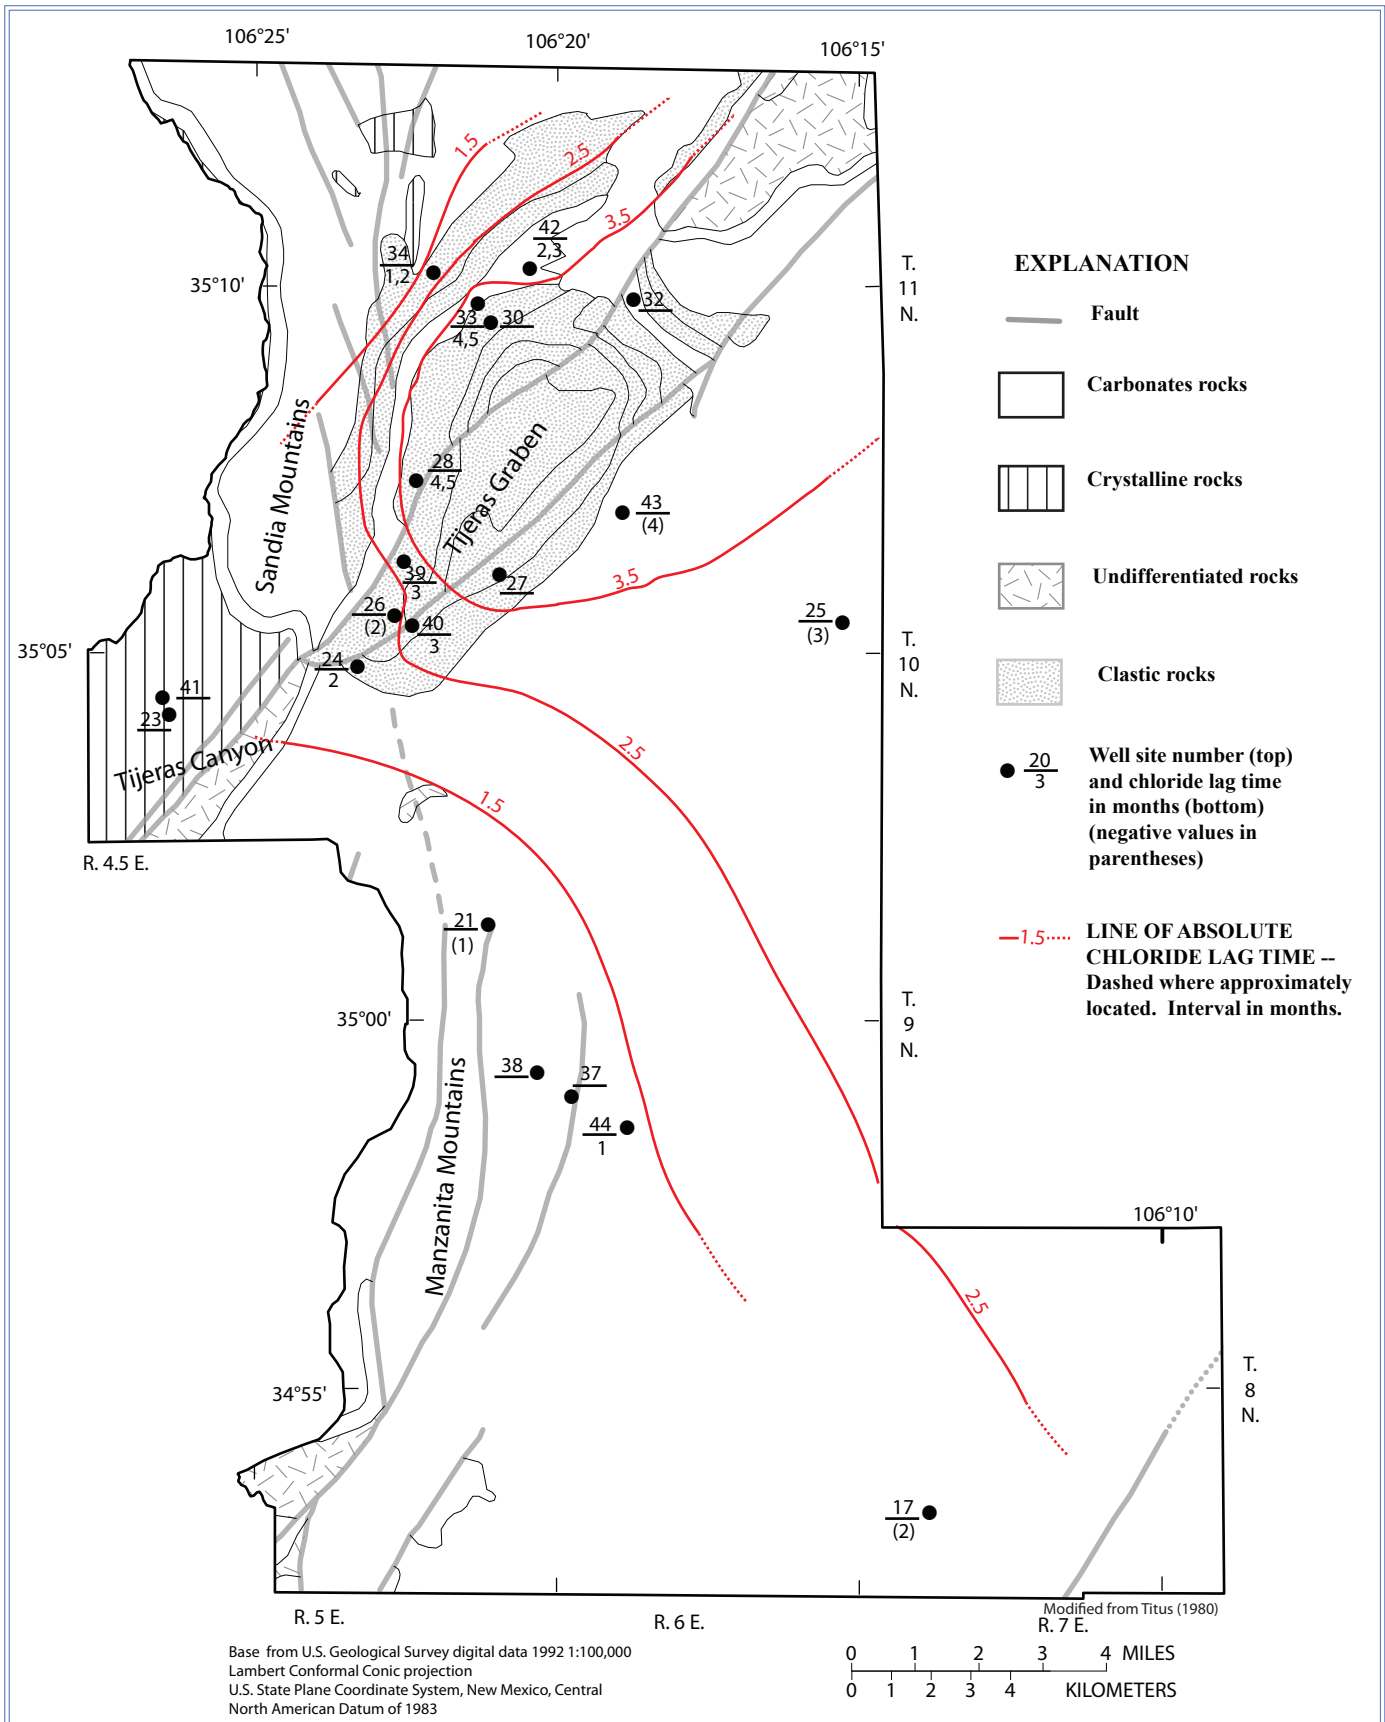 106°25'
106°20'
106°15'
1.5
2.5
3.5
42
2,3
34
1,2
35°10'
T.
11
N.
33
4,5
30
32
EXPLANATION
Fault
Carbonates rocks
Crystalline rocks
Undifferentiated rocks
Clastic rocks
20
3
Well site number (top)
and chloride lag time
in months (bottom)
(negative values in
parentheses)
1.5
LINE OF ABSOLUTE
CHLORIDE LAG TIME --
Dashed where approximately
located. Interval in months.
Sandia Mountains
28
4,5
Tijeras Graben
43
(4)
39
3
27
3.5
26
(2)
40
3
25
(3)
35°05'
24
2
T.
10
N.
41
23
Tijeras Canyon
2.5
1.5
R. 4.5 E.
21
(1)
35°00'
T.
9
N.
38
37
44
1
Manzanita Mountains
106°10'
2.5
34°55'
T.
8
N.
17
(2)
R. 5 E.
R. 6 E.
Modified from Titus (1980)
R. 7 E.
Base from U.S. Geological Survey digital data 1992 1:100,000
Lambert Conformal Conic projection
U.S. State Plane Coordinate System, New Mexico, Central
North American Datum of 1983
0 1 2 3 4 MILES
0 1 2 3 4 KILOMETERS